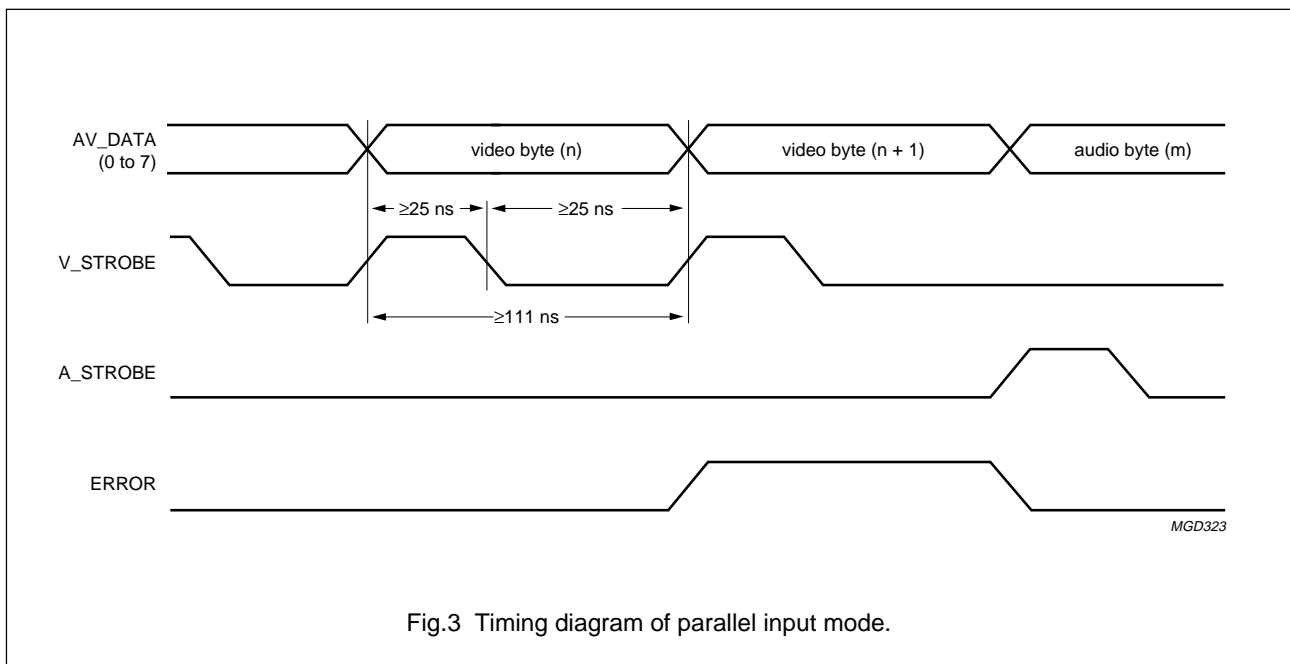 AV_DATA
(0 to 7)
video byte (n)
video byte (n + 1)
audio byte (m)
≥25 ns
≥25 ns
V_STROBE
≥111 ns
A_STROBE
ERROR
MGD323
Fig.3 Timing diagram of parallel input mode.